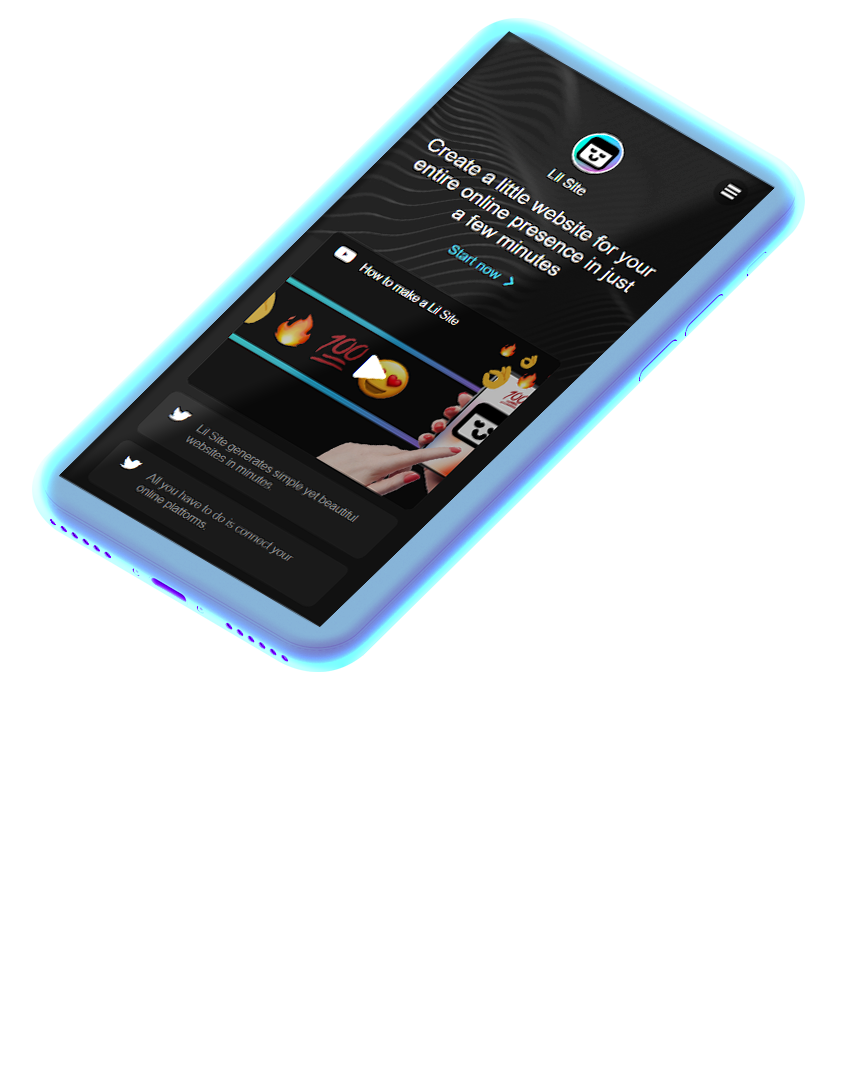 Lil Site
Create a little website for your
entire online presence in just
a few minutes
Start now
How to make a Lil Site
100
100
Lil Site generates simple yet beautiful
websites in minutes.
All you have to do is connect your
online platforms.